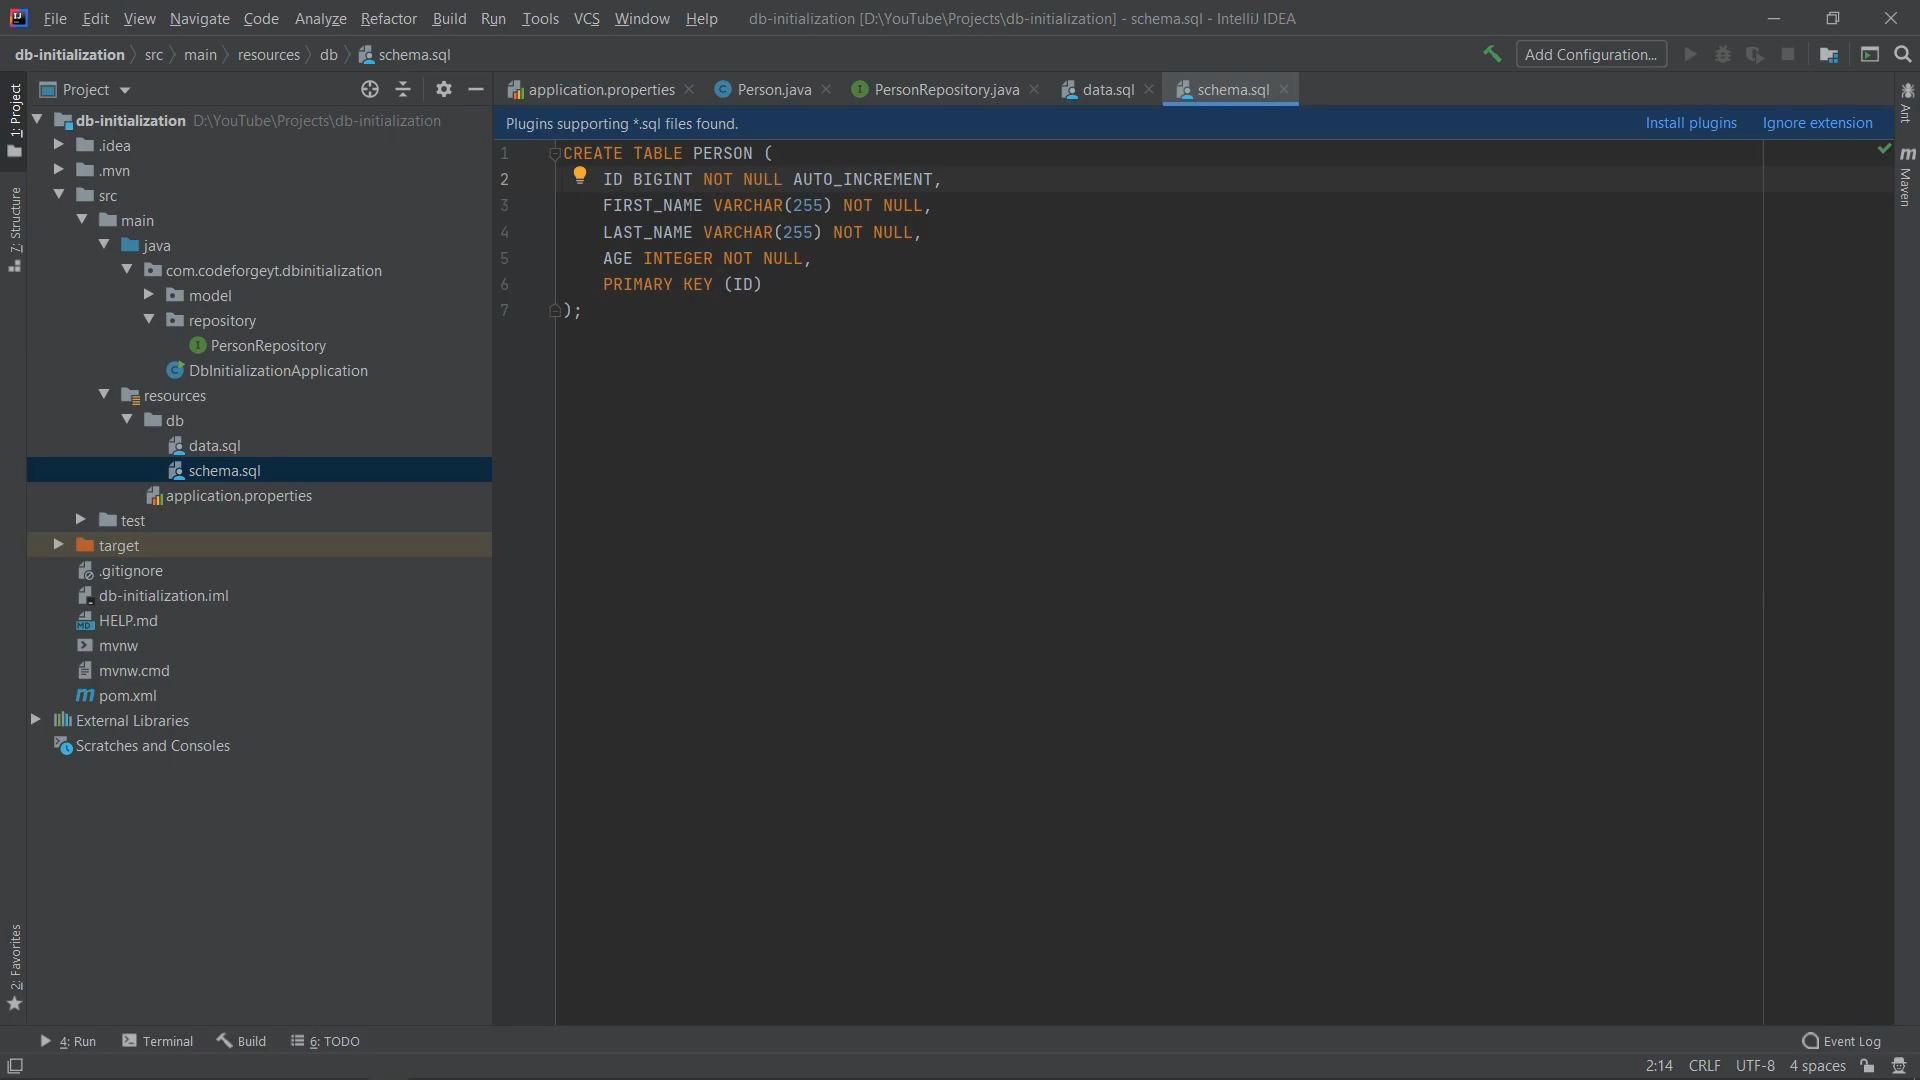 File Edit View Navigate Code Analyze Refactor Build Run Tools VCS Window Help db-initialization [D:\YouTube\Projects\db-initialization] - schema.sql - IntelliJ IDEA
db-initialization src main resources db schema.sql Add Configuration...
Project application.properties Person.java PersonRepository.java data.sql schema.sql
1: Project
7: Structure
2: Favorites
Ant
Maven
db-initialization D:\YouTube\Projects\db-initialization
.idea
.mvn
src
main
java
com.codeforgeyt.dbinitialization
model
repository
PersonRepository
DbInitializationApplication
resources
db
data.sql
schema.sql
application.properties
test
target
.gitignore
db-initialization.iml
HELP.md
mvnw
mvnw.cmd
pom.xml
External Libraries
Scratches and Consoles
Plugins supporting *.sql files found. Install plugins Ignore extension
1 CREATE TABLE PERSON (
2 ID BIGINT NOT NULL AUTO_INCREMENT,
3 FIRST_NAME VARCHAR(255) NOT NULL,
4 LAST_NAME VARCHAR(255) NOT NULL,
5 AGE INTEGER NOT NULL,
6 PRIMARY KEY (ID)
7 );
4: Run Terminal Build 6: TODO Event Log
2:14 CRLF UTF-8 4 spaces